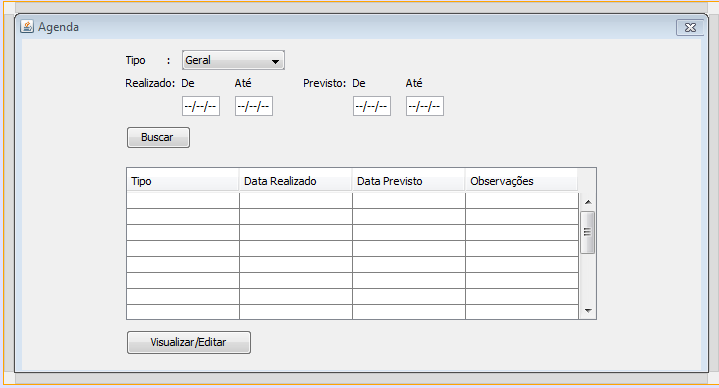 Agenda
Tipo : Geral
Realizado: De Até Previsto: De Até
--/--/-- --/--/-- --/--/-- --/--/--
Buscar
Tipo Data Realizado Data Previsto Observações
Visualizar/Editar